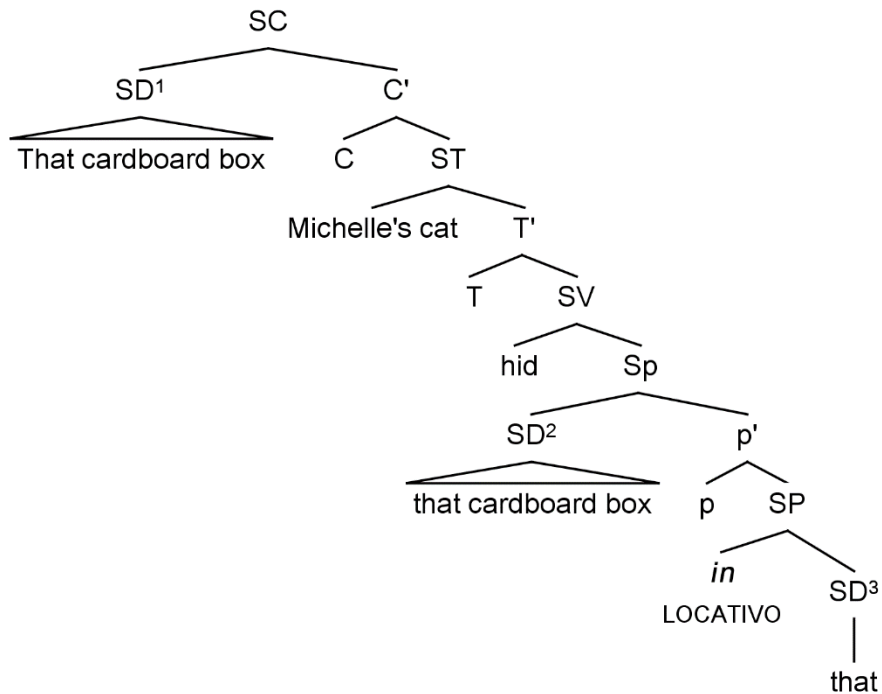 SC
SD¹ C'
That cardboard box C ST
Michelle's cat T'
T SV
hid Sp
SD² p'
that cardboard box p SP
in SD³
LOCATIVO
that